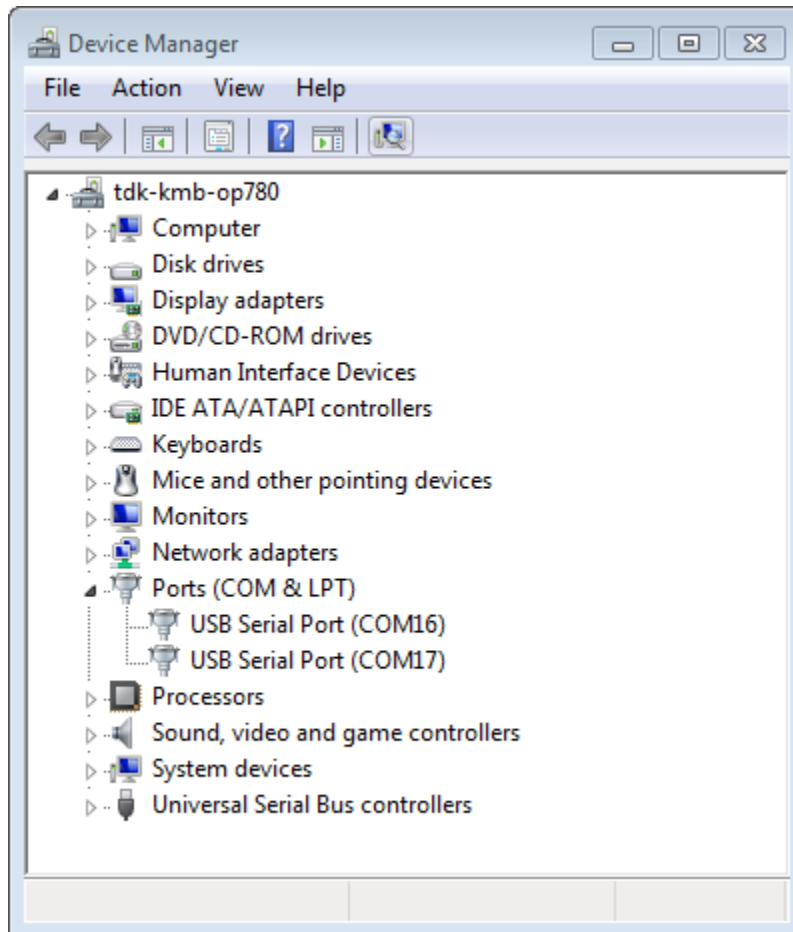 Device Manager
File Action View Help
tdk-kmb-op780
Computer
Disk drives
Display adapters
DVD/CD-ROM drives
Human Interface Devices
IDE ATA/ATAPI controllers
Keyboards
Mice and other pointing devices
Monitors
Network adapters
Ports (COM & LPT)
USB Serial Port (COM16)
USB Serial Port (COM17)
Processors
Sound, video and game controllers
System devices
Universal Serial Bus controllers